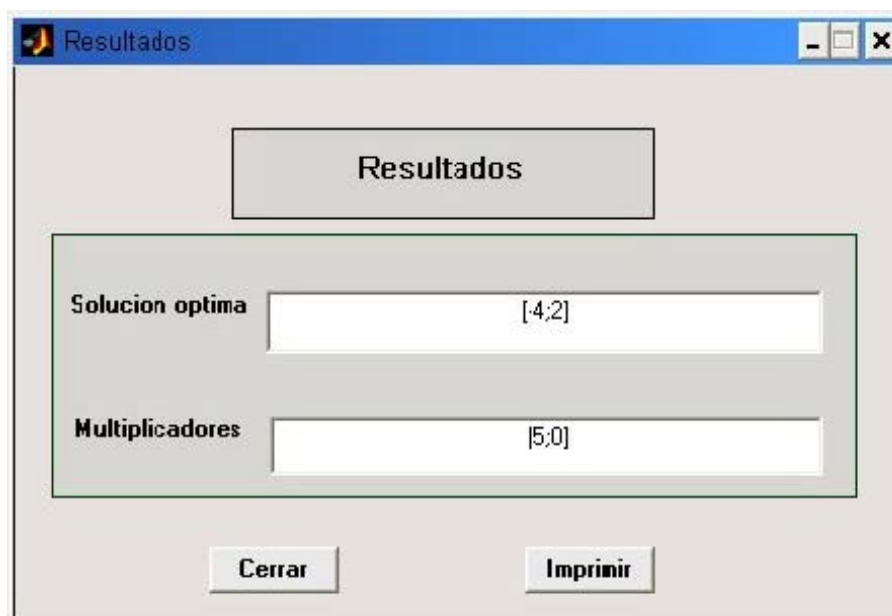 Resultados
Resultados
Solucion optima
[-4;2]
Multiplicadores
[5;0]
Cerrar
Imprimir